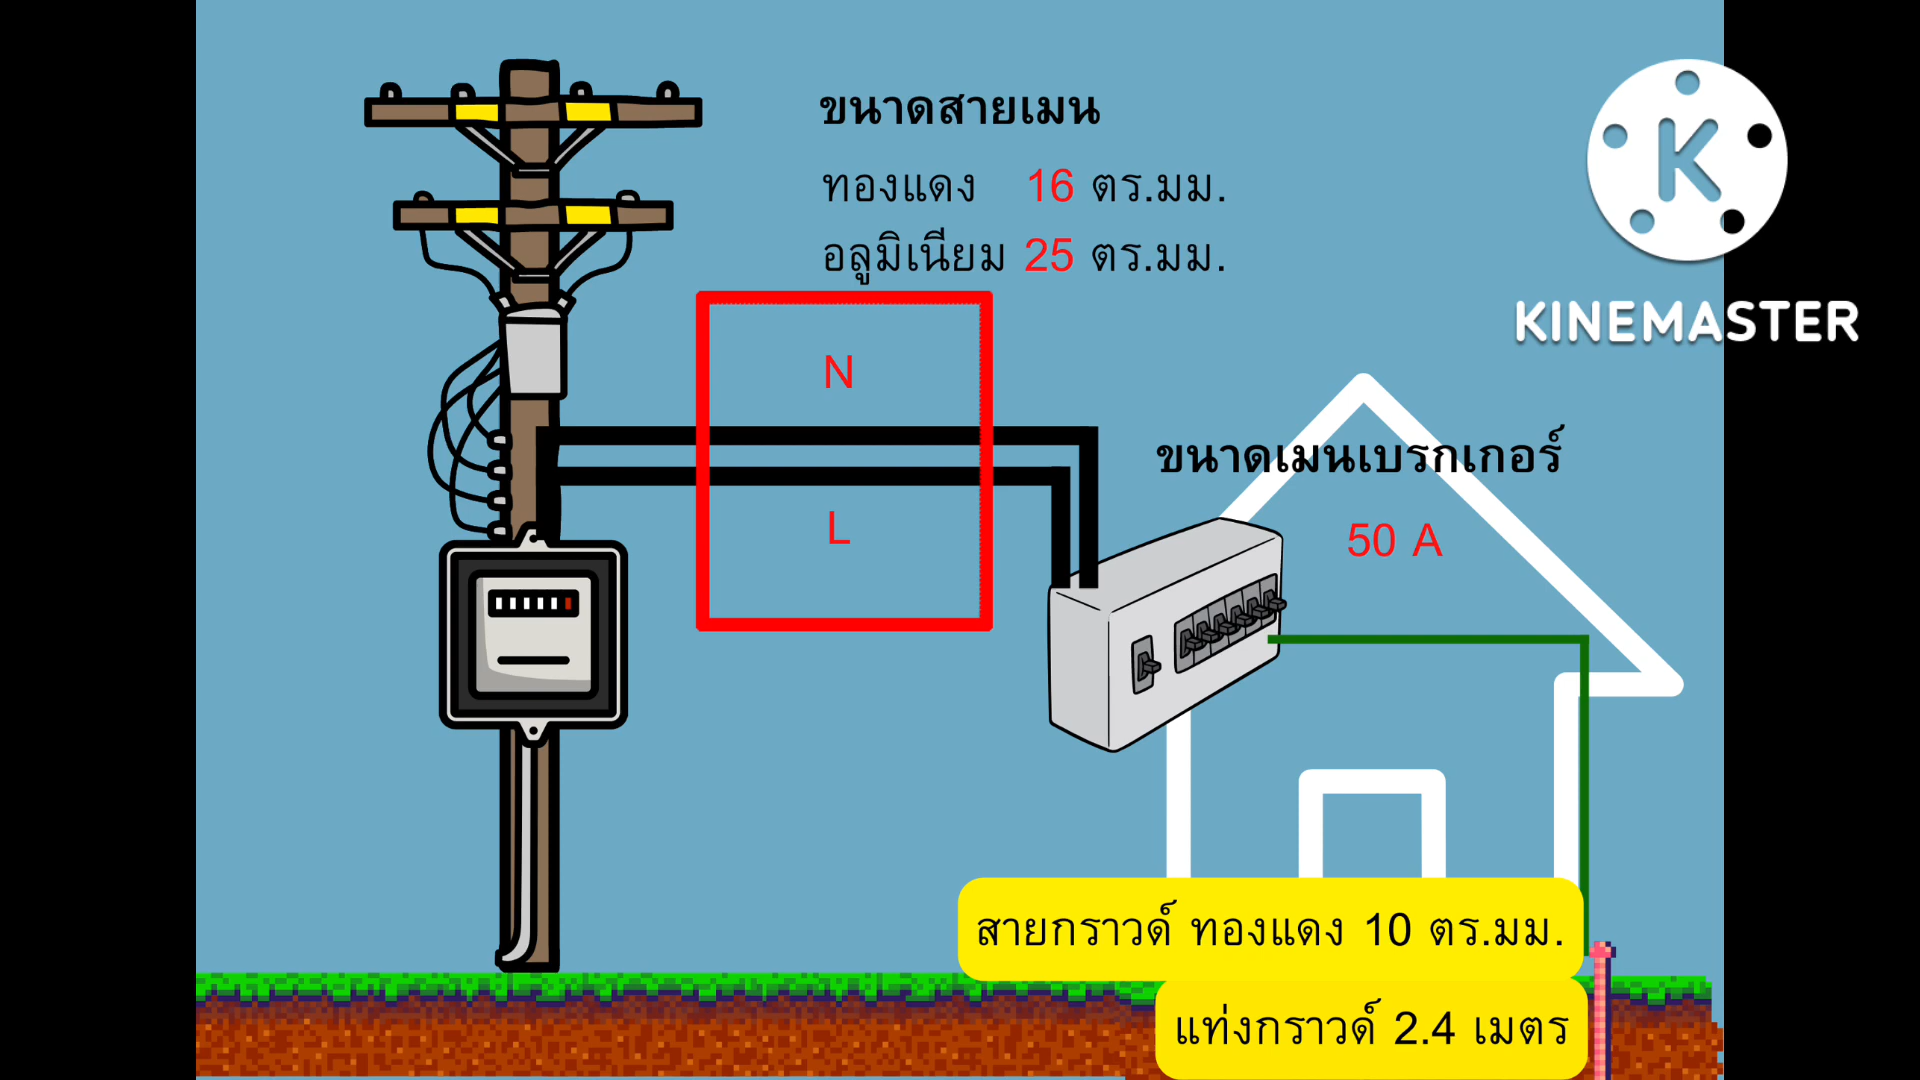 ขนาดสายเมน
ทองแดง 16 ตร.มม.
อลูมิเนียม 25 ตร.มม.
KINEMASTER
N
L
ขนาดเมนเบรกเกอร์
50 A
สายกราวด์ ทองแดง 10 ตร.มม.
แท่งกราวด์ 2.4 เมตร